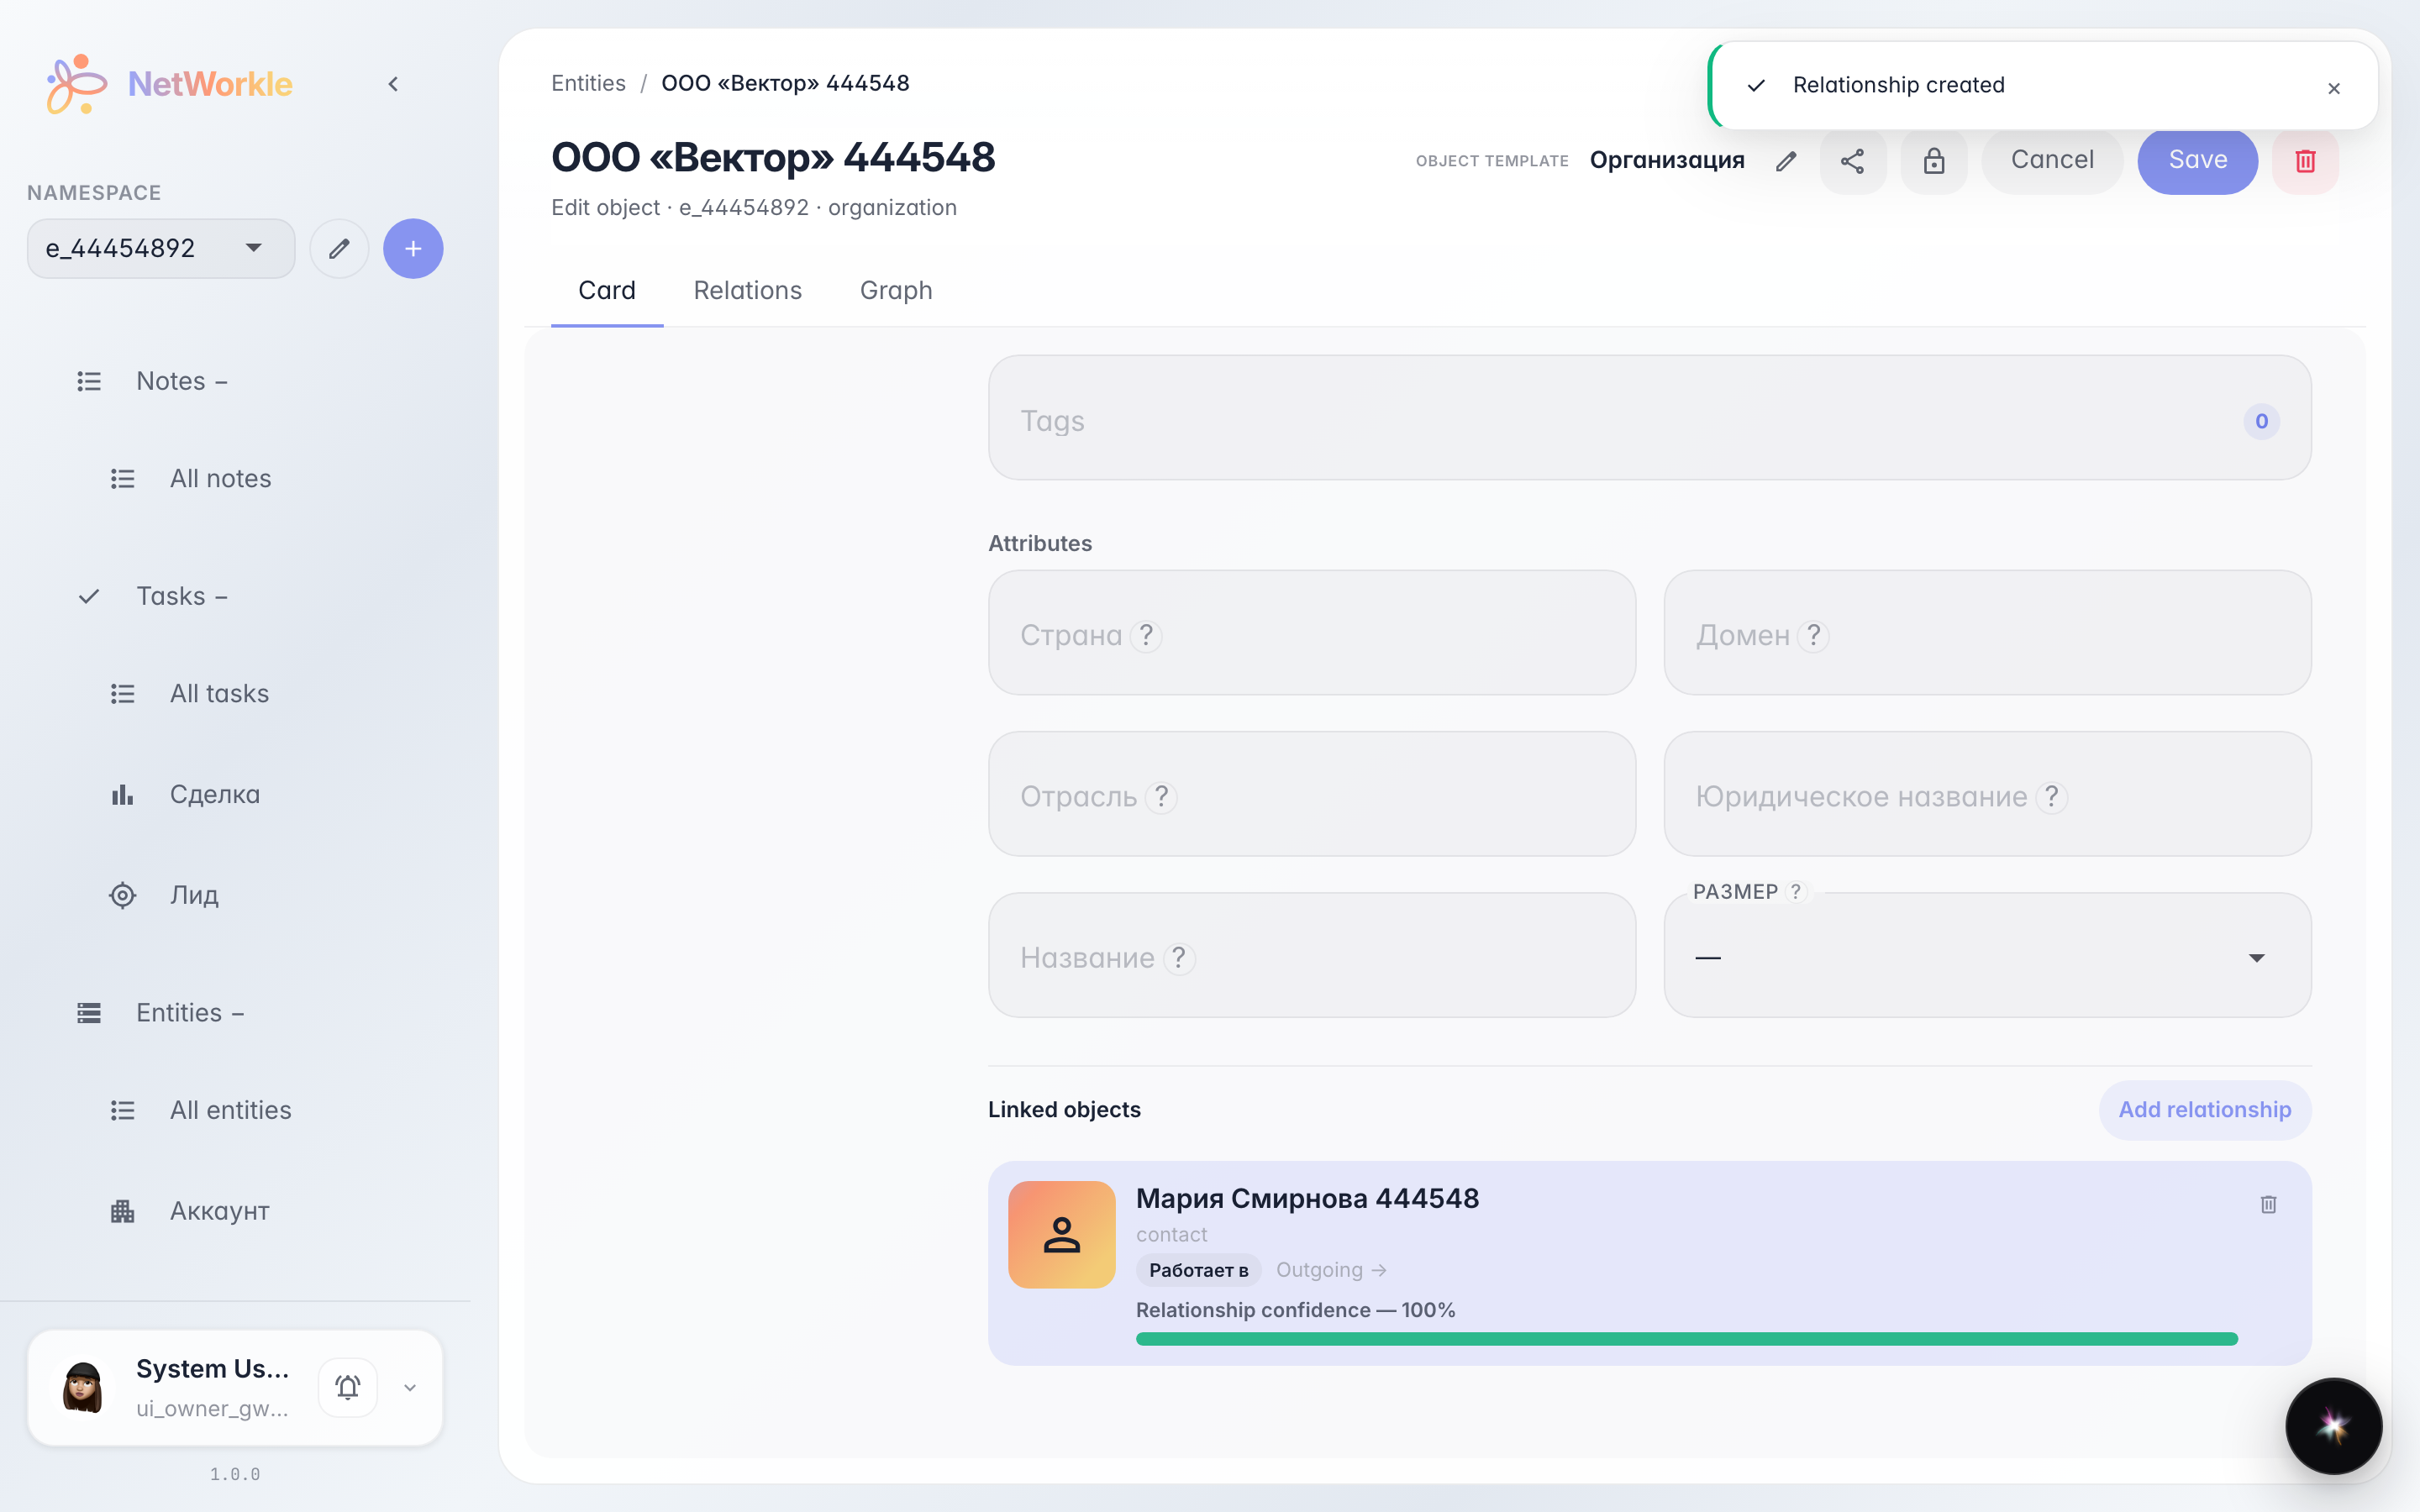 NetWorkle
NAMESPACE
e_44454892
Notes –
All notes
Tasks –
All tasks
Сделка
Лид
Entities –
All entities
Аккаунт
System Us...
ui_owner_gw...
1.0.0
Entities / ООО «Вектор» 444548
Relationship created
ООО «Вектор» 444548
OBJECT TEMPLATE Организация
Cancel
Save
Edit object · e_44454892 · organization
Card
Relations
Graph
Tags
0
Attributes
Страна ?
Домен ?
Отрасль ?
Юридическое название ?
Название ?
РАЗМЕР ?
—
Linked objects
Add relationship
Мария Смирнова 444548
contact
Работает в Outgoing →
Relationship confidence — 100%